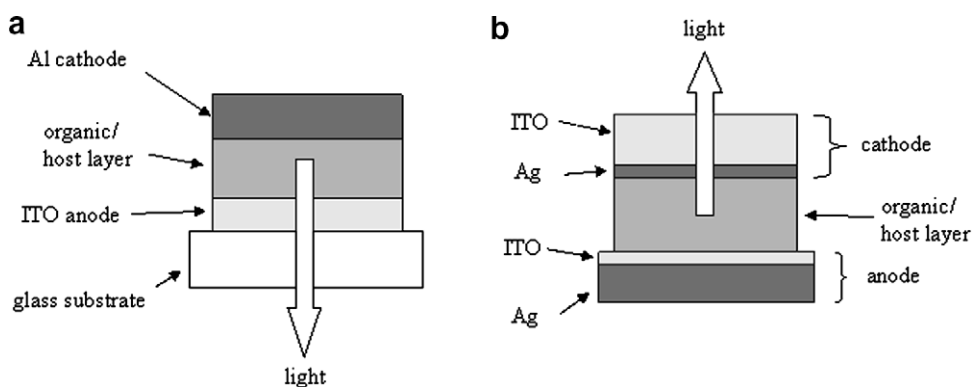 a
Al cathode
organic/
host layer
ITO anode
glass substrate
light
b
light
ITO
Ag
cathode
organic/
host layer
ITO
anode
Ag